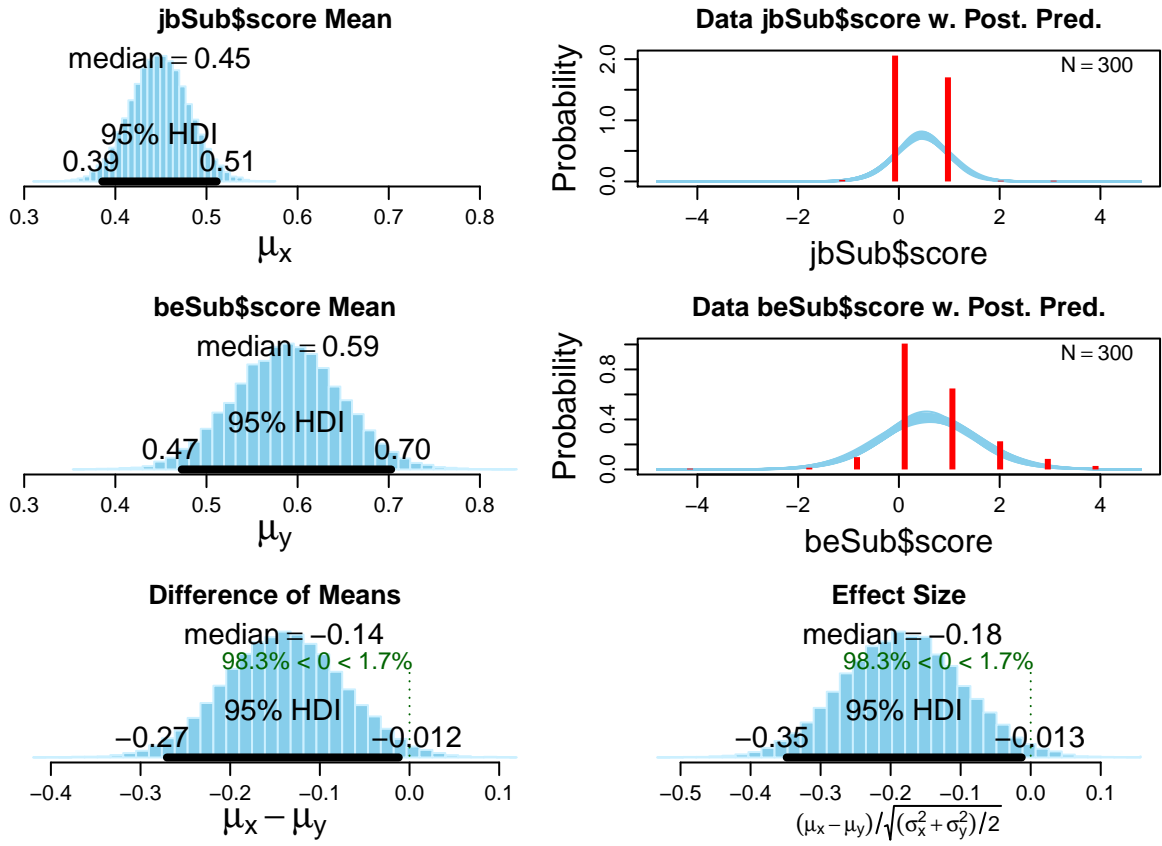 jbSub$score Mean
median = 0.45
95% HDI
0.39 0.51
0.3 0.4 0.5 0.6 0.7 0.8
μx
Data jbSub$score w. Post. Pred.
N = 300
Probability
0.0 1.0 2.0
−4 −2 0 2 4
jbSub$score
beSub$score Mean
median = 0.59
95% HDI
0.47 0.70
0.3 0.4 0.5 0.6 0.7 0.8
μy
Data beSub$score w. Post. Pred.
N = 300
Probability
0.0 0.4 0.8
−4 −2 0 2 4
beSub$score
Difference of Means
median = −0.14
98.3% < 0 < 1.7%
95% HDI
−0.27 −0.012
−0.4 −0.3 −0.2 −0.1 0.0 0.1
μx − μy
Effect Size
median = −0.18
98.3% < 0 < 1.7%
95% HDI
−0.35 −0.013
−0.5 −0.4 −0.3 −0.2 −0.1 0.0 0.1
(μx − μy)/√(σx² + σy²)/2